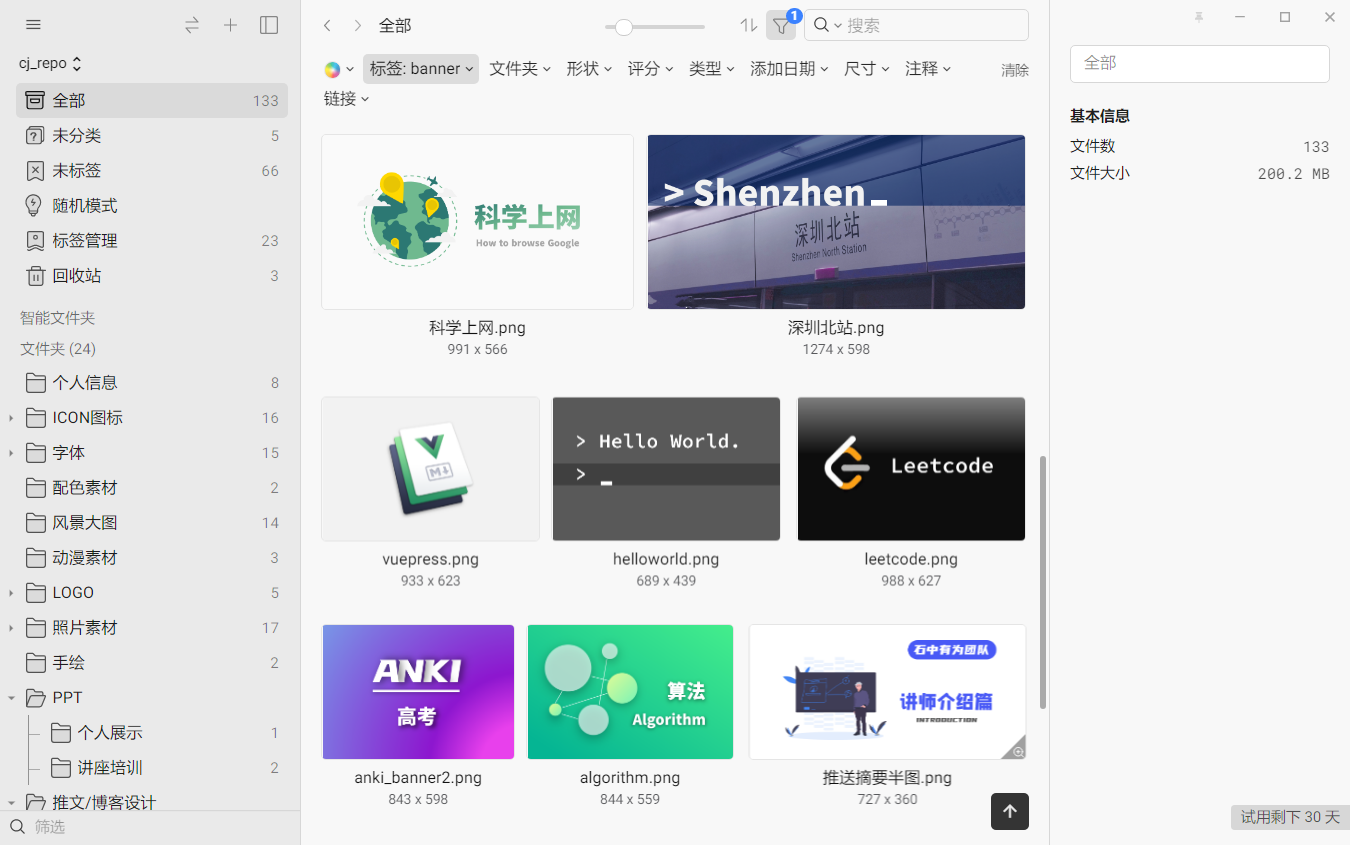 cj_repo
全部 133
未分类 5
未标签 66
随机模式
标签管理 23
回收站 3
智能文件夹
文件夹 (24)
个人信息 8
ICON图标 16
字体 15
配色素材 2
风景大图 14
动漫素材 3
LOGO 5
照片素材 17
手绘 2
PPT
个人展示 1
讲座培训 2
推文/博客设计
筛选
全部
1
搜索
标签: banner 文件夹 形状 评分 类型 添加日期 尺寸 注释 清除
链接
科学上网
How to browse Google
科学上网.png
991 x 566
> Shenzhen_
深圳北站
Shenzhen North Station
深圳北站.png
1274 x 598
M↓
vuepress.png
933 x 623
> Hello World.
> _
helloworld.png
689 x 439
Leetcode
leetcode.png
988 x 627
ANKI
高考
anki_banner2.png
843 x 598
算法
Algorithm
algorithm.png
844 x 559
石中有为团队
讲师介绍篇
INTRODUCTION
推送摘要半图.png
727 x 360
全部
基本信息
文件数 133
文件大小 200.2 MB
试用剩下 30 天